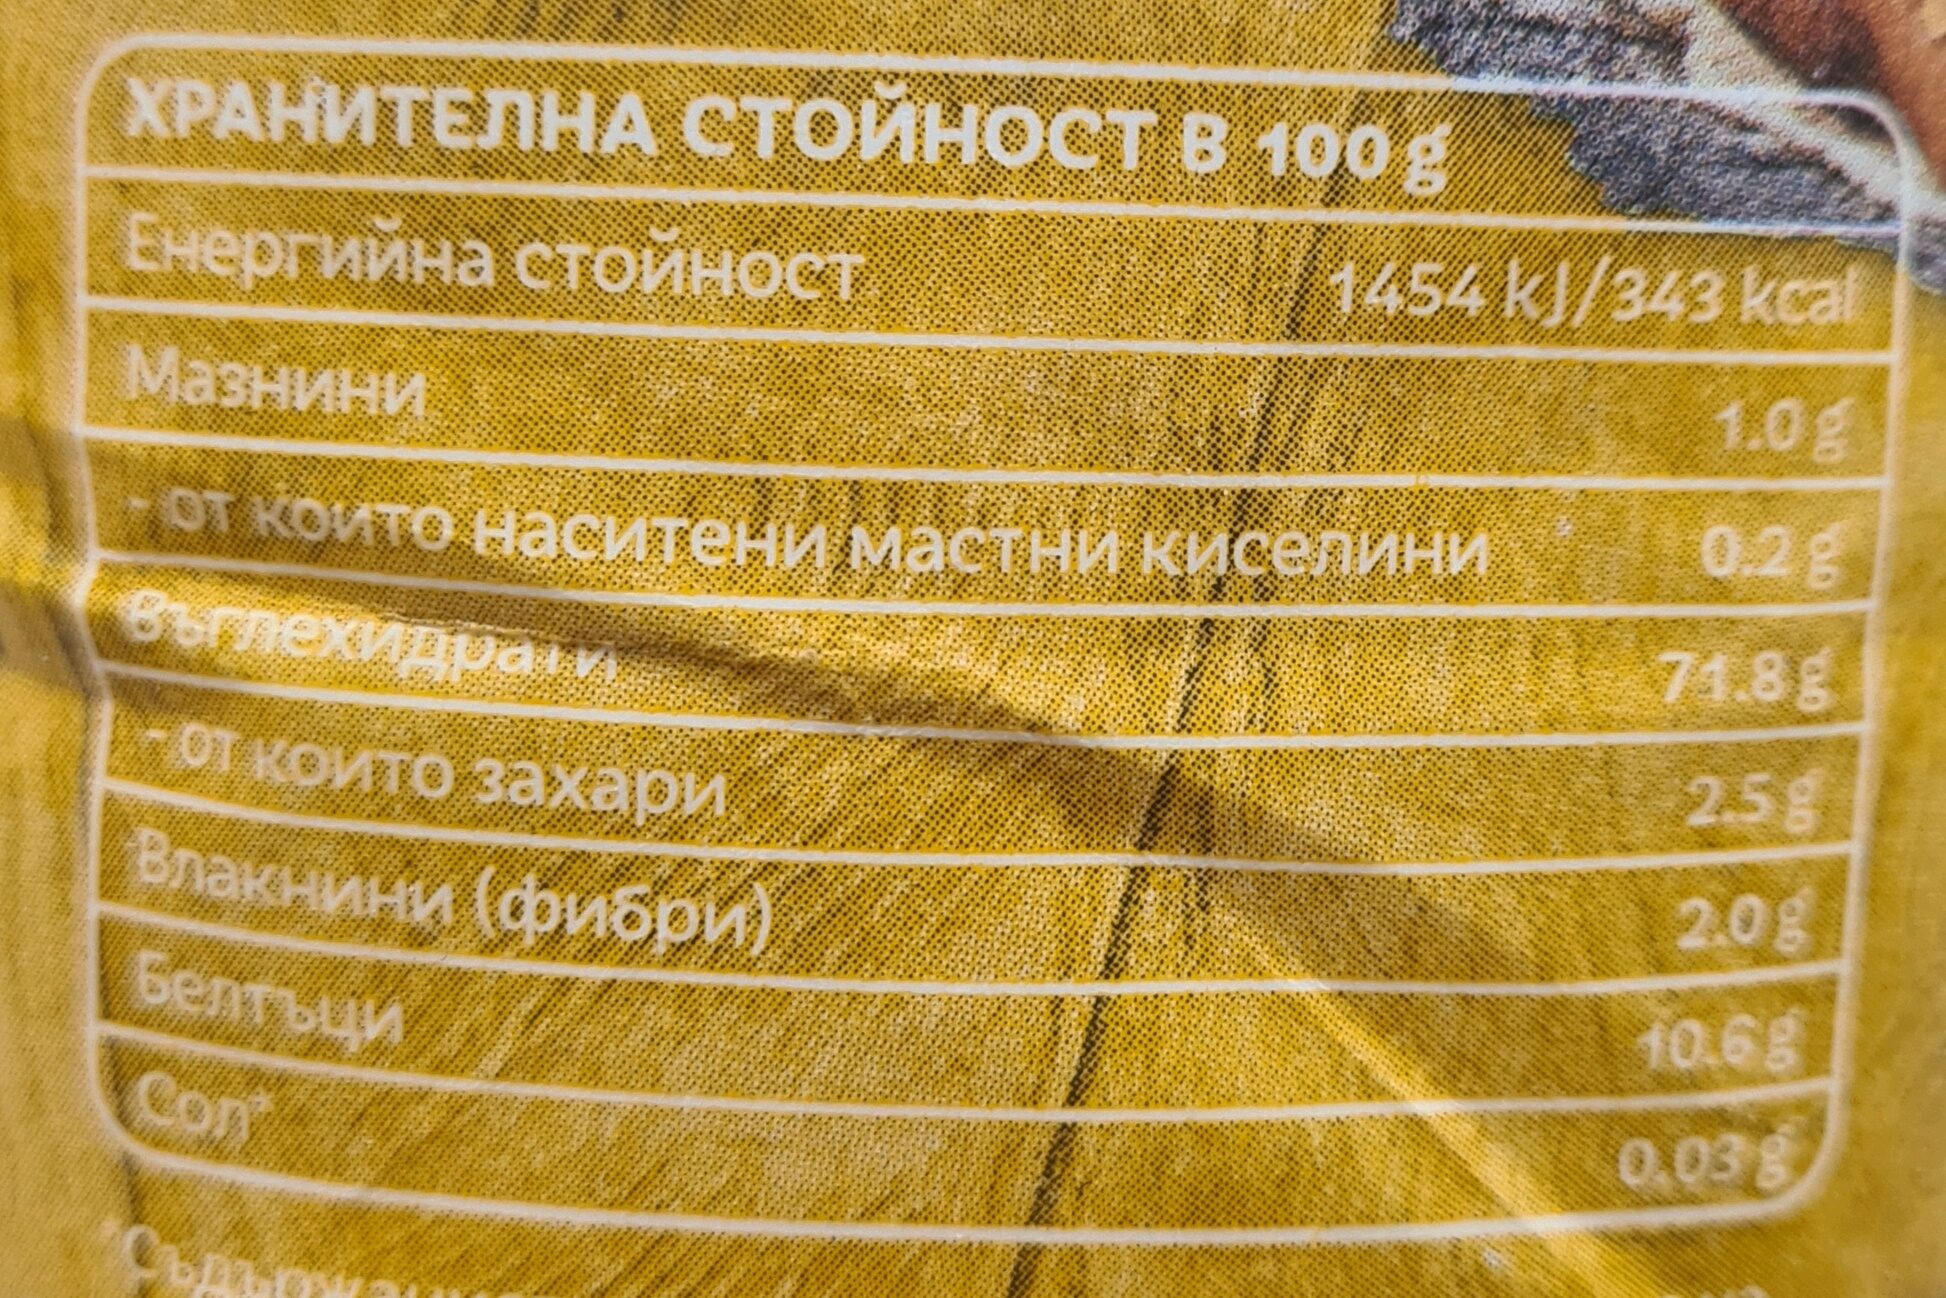 ХРАНИТЕЛНА СТОЙНОСТ В 100 g
Енергийна стойност 1454 kJ/343 kcal
Мазнини 1.0 g
- от които наситени мастни киселини 0.2 g
Въглехидрати 71.8 g
- от които захари 2.5 g
Влакнини (фибри) 2.0 g
Белтъци 10.6 g
Сол* 0.03 g